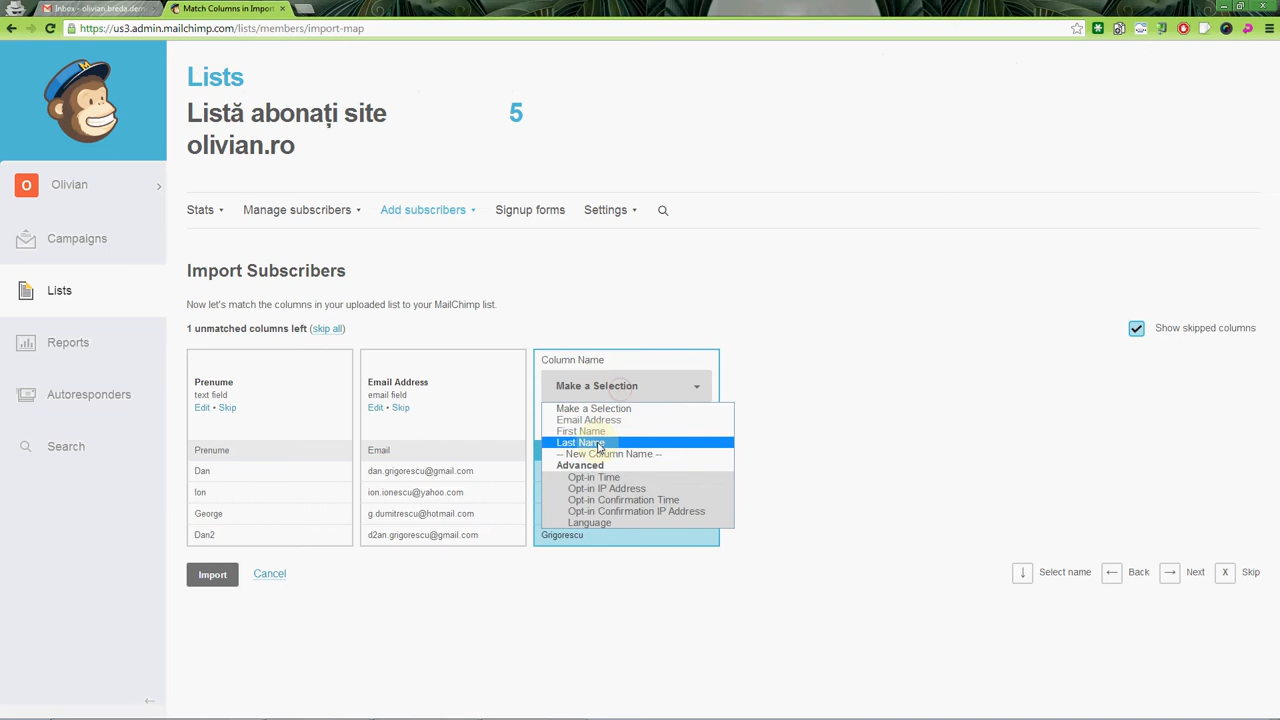 Inbox - olivian.breda.dem
Match Columns in Import
https://us3.admin.mailchimp.com/lists/members/import-map
Lists
Listă abonați site
olivian.ro
5
O
Olivian
Campaigns
Lists
Reports
Autoresponders
Search
Stats
Manage subscribers
Add subscribers
Signup forms
Settings
Import Subscribers
Now let's match the columns in your uploaded list to your MailChimp list.
1 unmatched columns left (skip all)
Show skipped columns
Prenume
text field
Edit • Skip
Prenume
Dan
Ion
George
Dan2
Email Address
email field
Edit • Skip
Email
dan.grigorescu@gmail.com
ion.ionescu@yahoo.com
g.dumitrescu@hotmail.com
d2an.grigorescu@gmail.com
Column Name
Make a Selection
Make a Selection
Email Address
First Name
Last Name
-- New Column Name --
Advanced
Opt-in Time
Opt-in IP Address
Opt-in Confirmation Time
Opt-in Confirmation IP Address
Language
Grigorescu
Import
Cancel
Select name
Back
Next
X
Skip